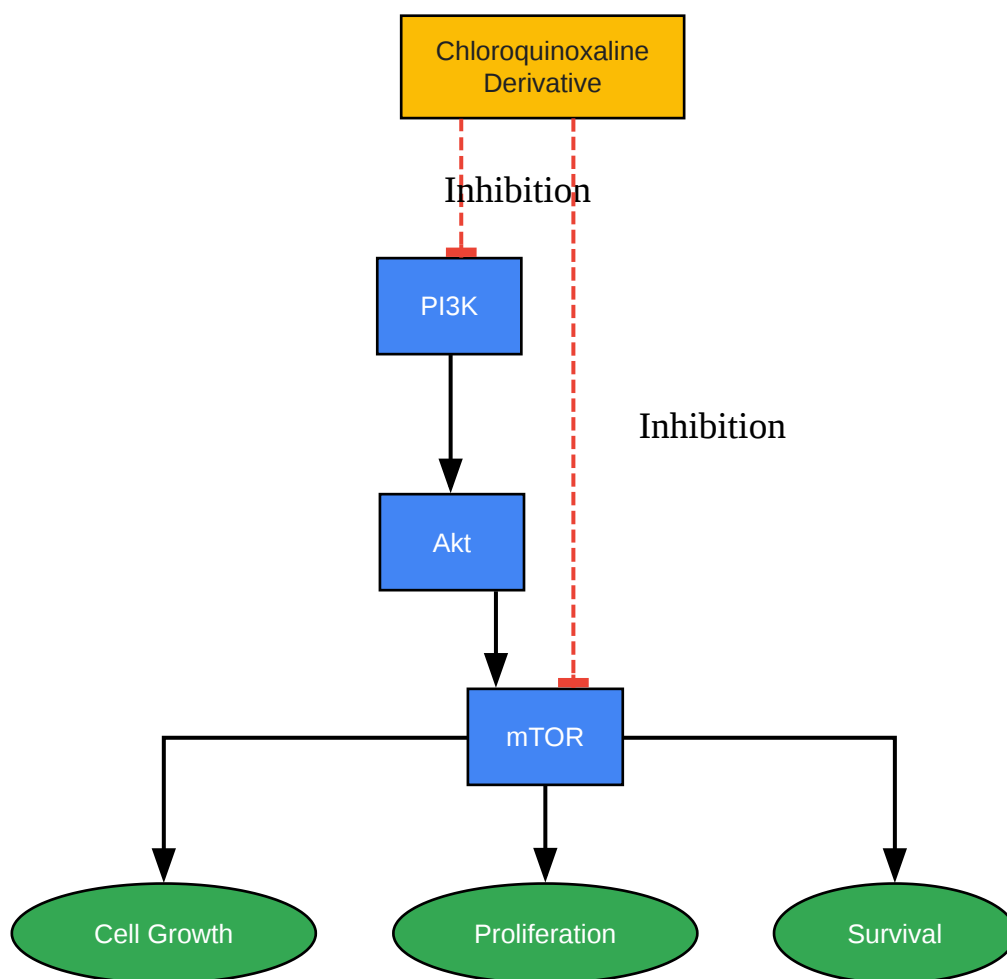 Chloroquinoxaline
Derivative
Inhibition
PI3K
Inhibition
Akt
mTOR
Cell Growth
Proliferation
Survival